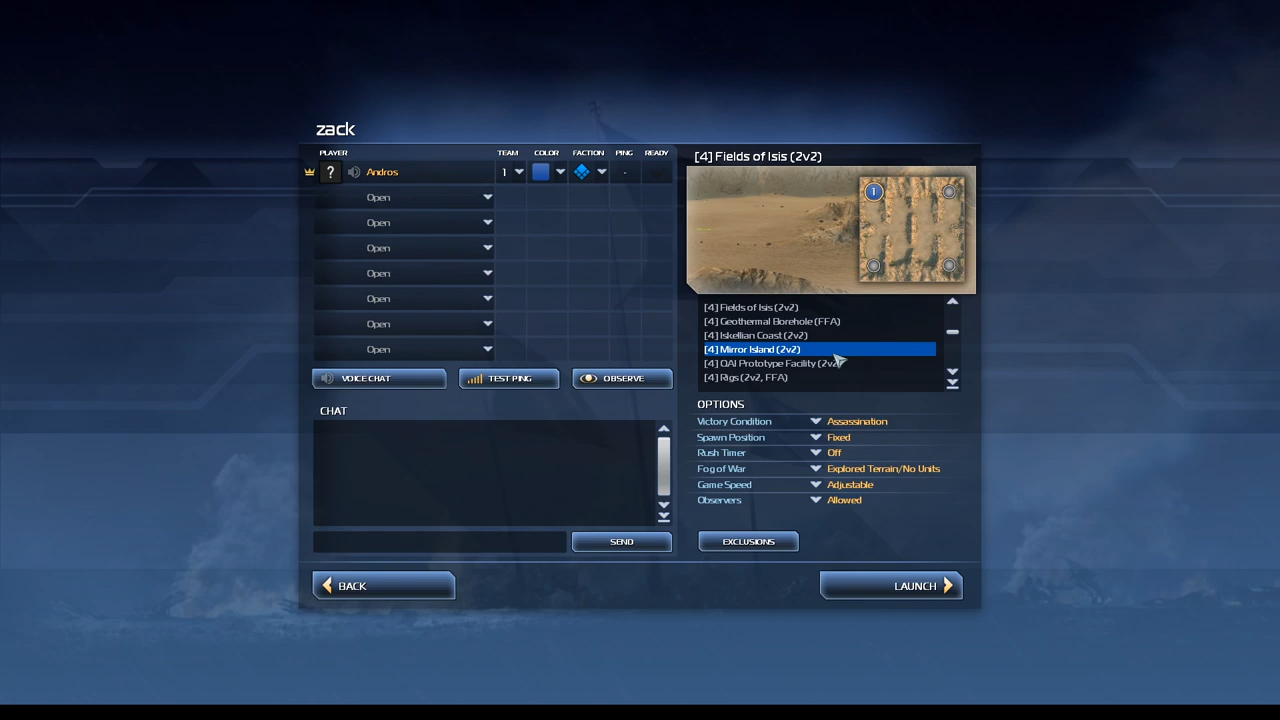 zack
PLAYER TEAM COLOR FACTION PING READY
? Andros 1 -
Open
Open
Open
Open
Open
Open
Open
VOICE CHAT TEST PING OBSERVE
CHAT
SEND
BACK
[4] Fields of Isis (2v2)
1
[4] Fields of Isis (2v2)
[4] Geothermal Borehole (FFA)
[4] Iskellian Coast (2v2)
[4] Mirror Island (2v2)
[4] QAI Prototype Facility (2v2)
[4] Rigs (2v2, FFA)
OPTIONS
Victory Condition Assassination
Spawn Position Fixed
Rush Timer Off
Fog of War Explored Terrain/No Units
Game Speed Adjustable
Observers Allowed
EXCLUSIONS
LAUNCH